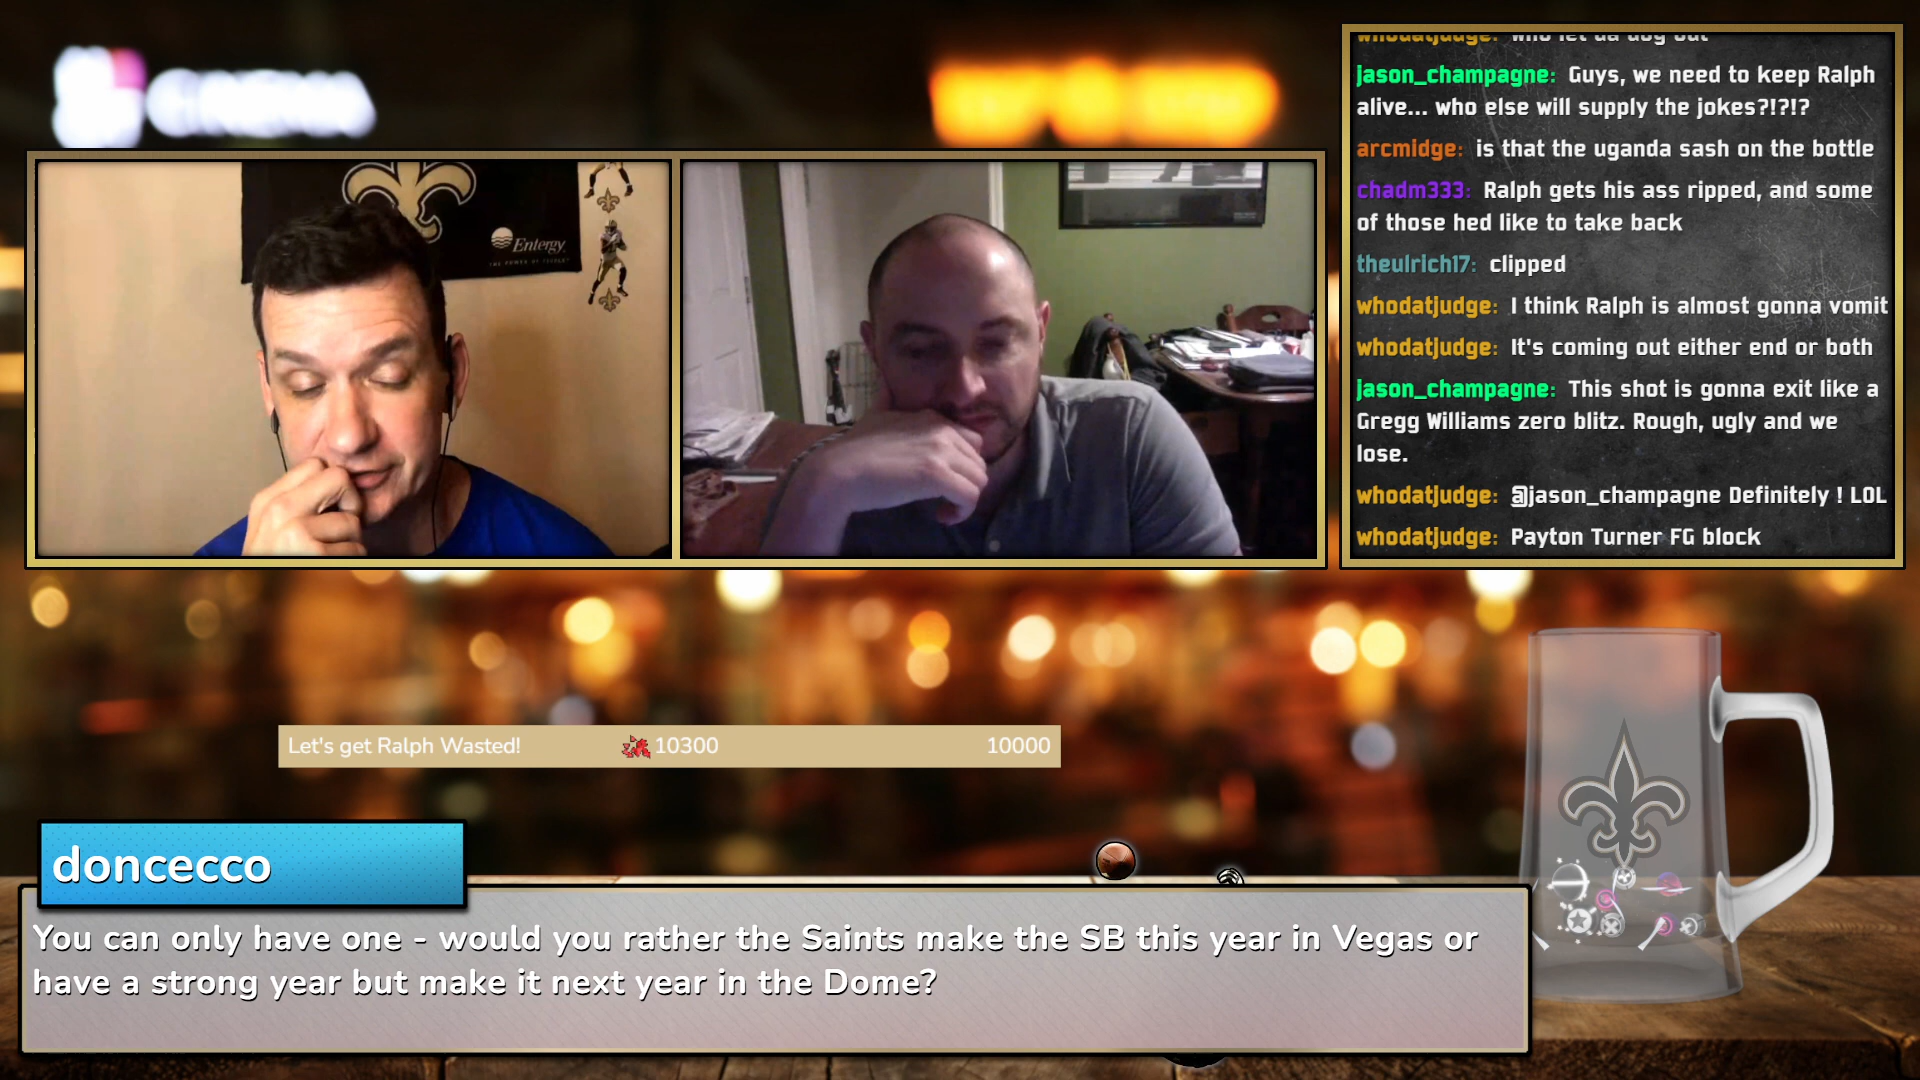 whodatjudge: who let da dog out
jason_champagne: Guys, we need to keep Ralph
alive... who else will supply the jokes?!?!?
arcmidge: is that the uganda sash on the bottle
chadm333: Ralph gets his ass ripped, and some
of those hed like to take back
theulrich17: clipped
whodatjudge: I think Ralph is almost gonna vomit
whodatjudge: It's coming out either end or both
jason_champagne: This shot is gonna exit like a
Gregg Williams zero blitz. Rough, ugly and we
lose.
whodatjudge: @jason_champagne Definitely ! LOL
whodatjudge: Payton Turner FG block
Entergy
Let's get Ralph Wasted! 10300 10000
doncecco
You can only have one - would you rather the Saints make the SB this year in Vegas or
have a strong year but make it next year in the Dome?